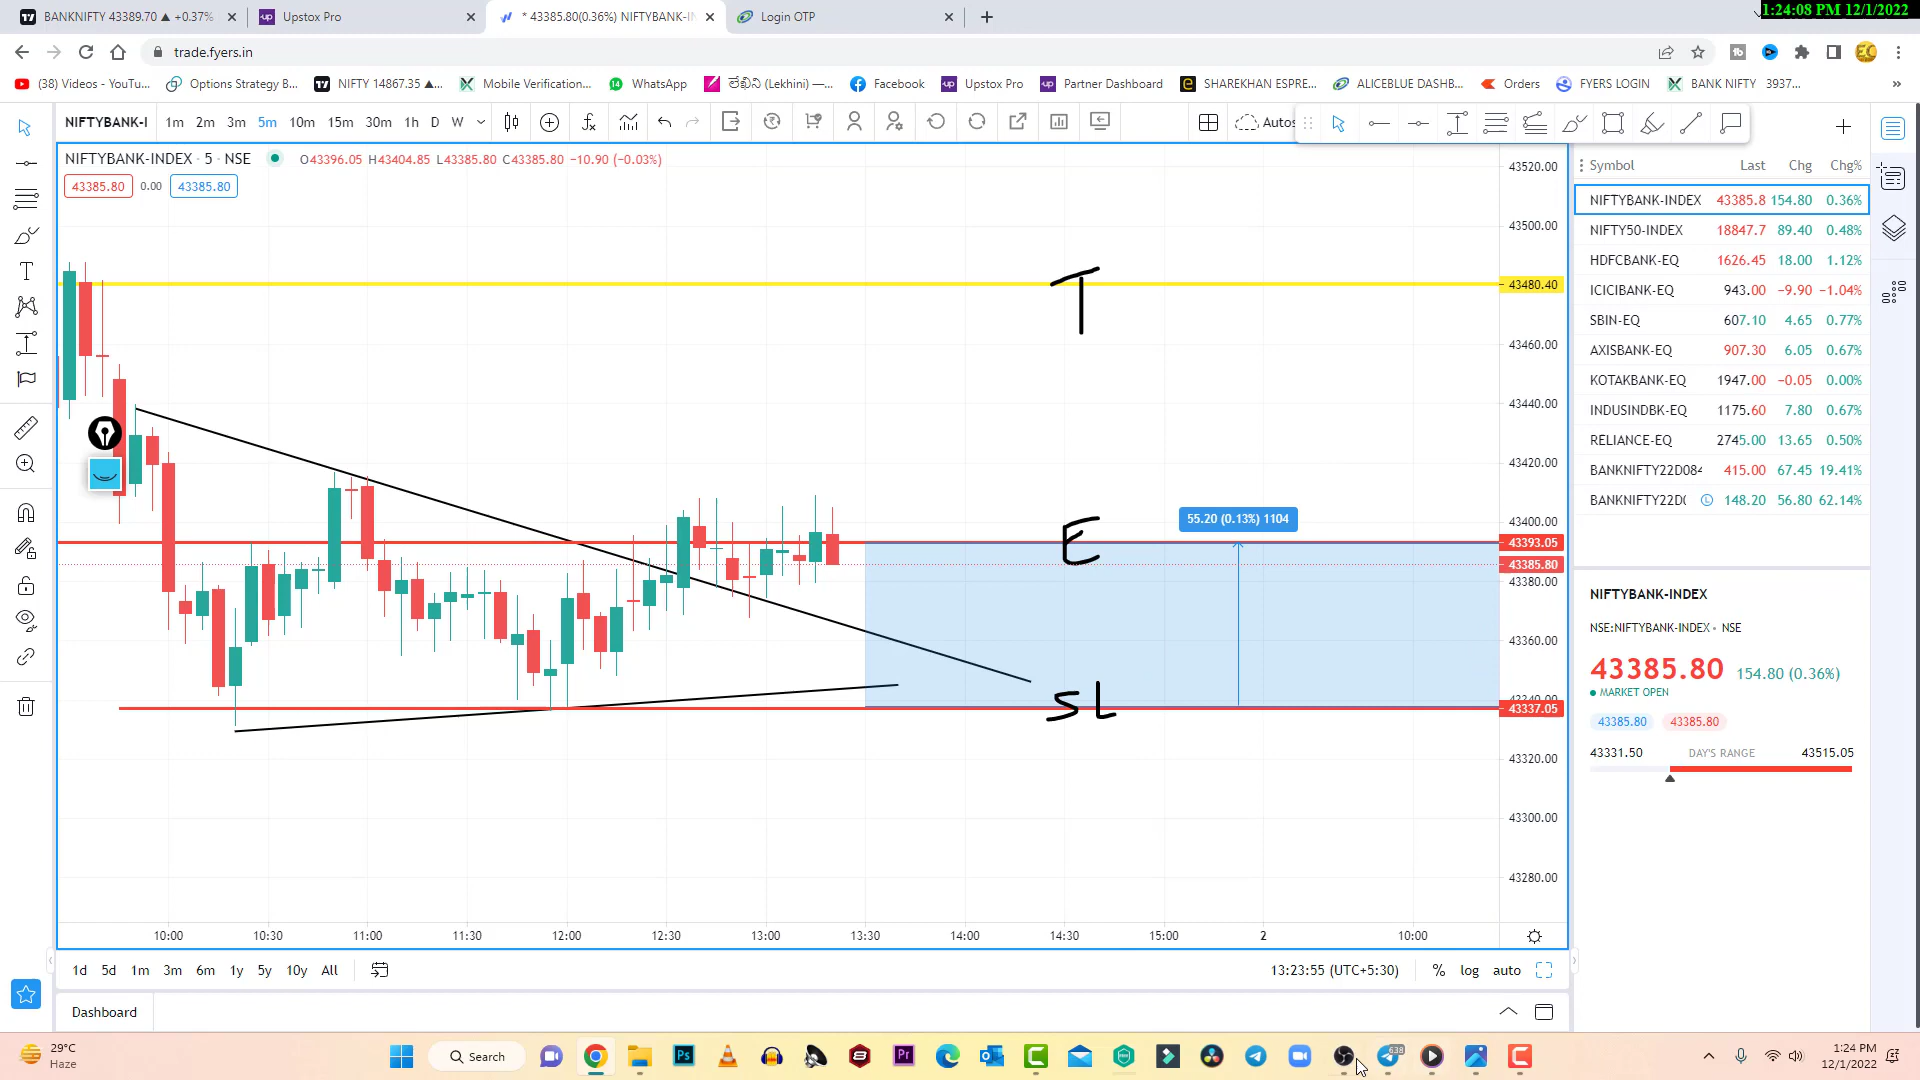 BANKNIFTY 43389.70 ▲ +0.37%
Upstox Pro
* 43385.80(0.36%) NIFTYBANK-IN
Login OTP
1:24:08 PM 12/1/2022
trade.fyers.in
(38) Videos - YouTu...
Options Strategy B...
NIFTY 14867.35 ▲...
Mobile Verification...
WhatsApp
(Lekhini) —...
Facebook
Upstox Pro
Partner Dashboard
SHAREKHAN ESPRE...
ALICEBLUE DASHB...
Orders
FYERS LOGIN
BANK NIFTY 3937...
»
NIFTYBANK-I 1m 2m 3m 5m 10m 15m 30m 1h D W
Autos
NIFTYBANK-INDEX · 5 · NSE O43396.05 H43404.85 L43385.80 C43385.80 −10.90 (−0.03%)
43385.80 0.00 43385.80
43520.00
43500.00
43480.40
43460.00
43440.00
43420.00
43400.00
43393.05
43385.80
43380.00
43360.00
43337.05
43320.00
43300.00
43280.00
T
E
SL
55.20 (0.13%) 1104
10:00 10:30 11:00 11:30 12:00 12:30 13:00 13:30 14:00 14:30 15:00 2 10:00
1d 5d 1m 3m 6m 1y 5y 10y All
13:23:55 (UTC+5:30) % log auto
Dashboard
Symbol Last Chg Chg%
NIFTYBANK-INDEX 43385.8 154.80 0.36%
NIFTY50-INDEX 18847.7 89.40 0.48%
HDFCBANK-EQ 1626.45 18.00 1.12%
ICICIBANK-EQ 943.00 −9.90 −1.04%
SBIN-EQ 607.10 4.65 0.77%
AXISBANK-EQ 907.30 6.05 0.67%
KOTAKBANK-EQ 1947.00 −0.05 0.00%
INDUSINDBK-EQ 1175.60 7.80 0.67%
RELIANCE-EQ 2745.00 13.65 0.50%
BANKNIFTY22D084 415.00 67.45 19.41%
BANKNIFTY22D( L 148.20 56.80 62.14%
NIFTYBANK-INDEX
NSE:NIFTYBANK-INDEX • NSE
43385.80 154.80 (0.36%)
MARKET OPEN
43385.80 43385.80
43331.50 DAY'S RANGE 43515.05
29°C
Haze
Search
638
1:24 PM
12/1/2022